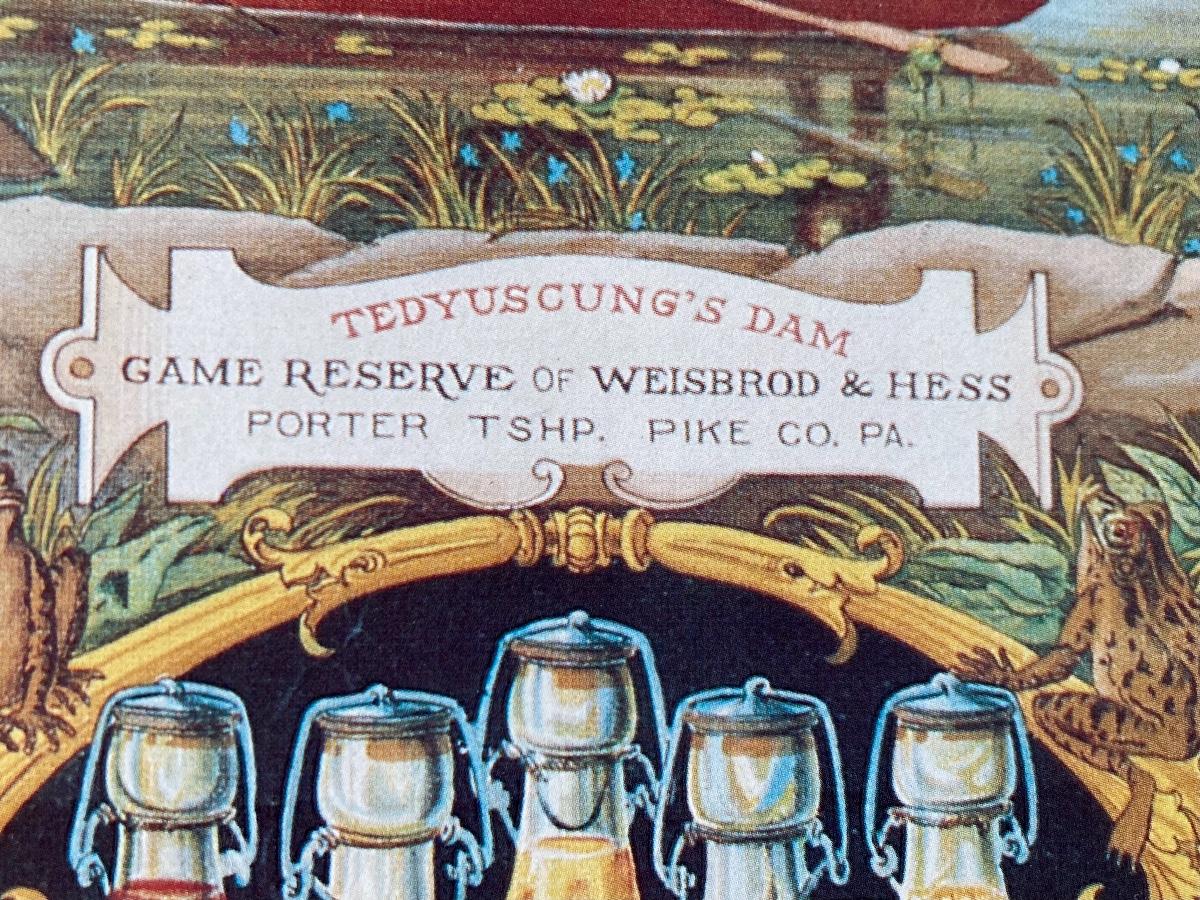 TEDYUSCUNG'S DAM
GAME RESERVE OF WEISBROD & HESS
PORTER TSHP. PIKE CO. PA.